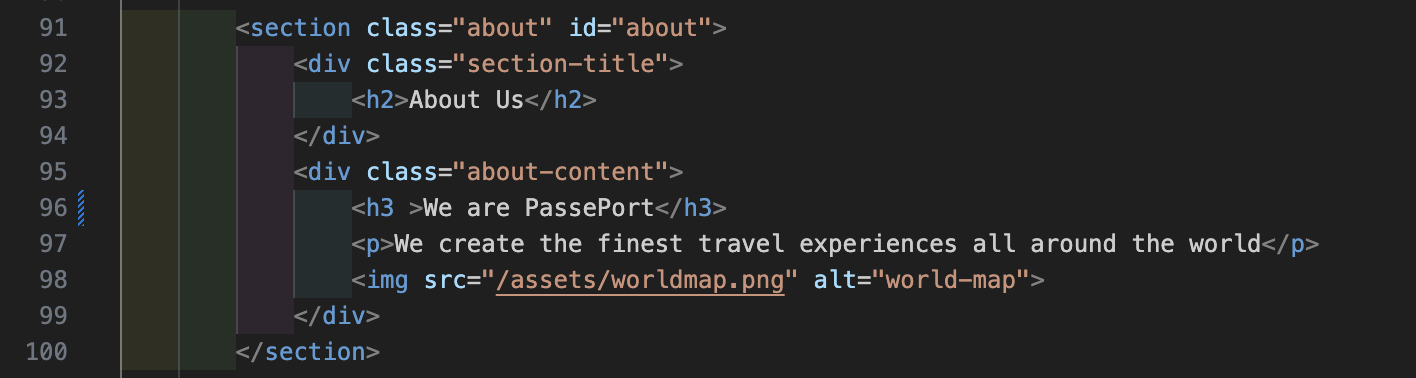 91 <section class="about" id="about">
92 <div class="section-title">
93 <h2>About Us</h2>
94 </div>
95 <div class="about-content">
96 <h3 >We are PassePort</h3>
97 <p>We create the finest travel experiences all around the world</p>
98 <img src="/assets/worldmap.png" alt="world-map">
99 </div>
100 </section>